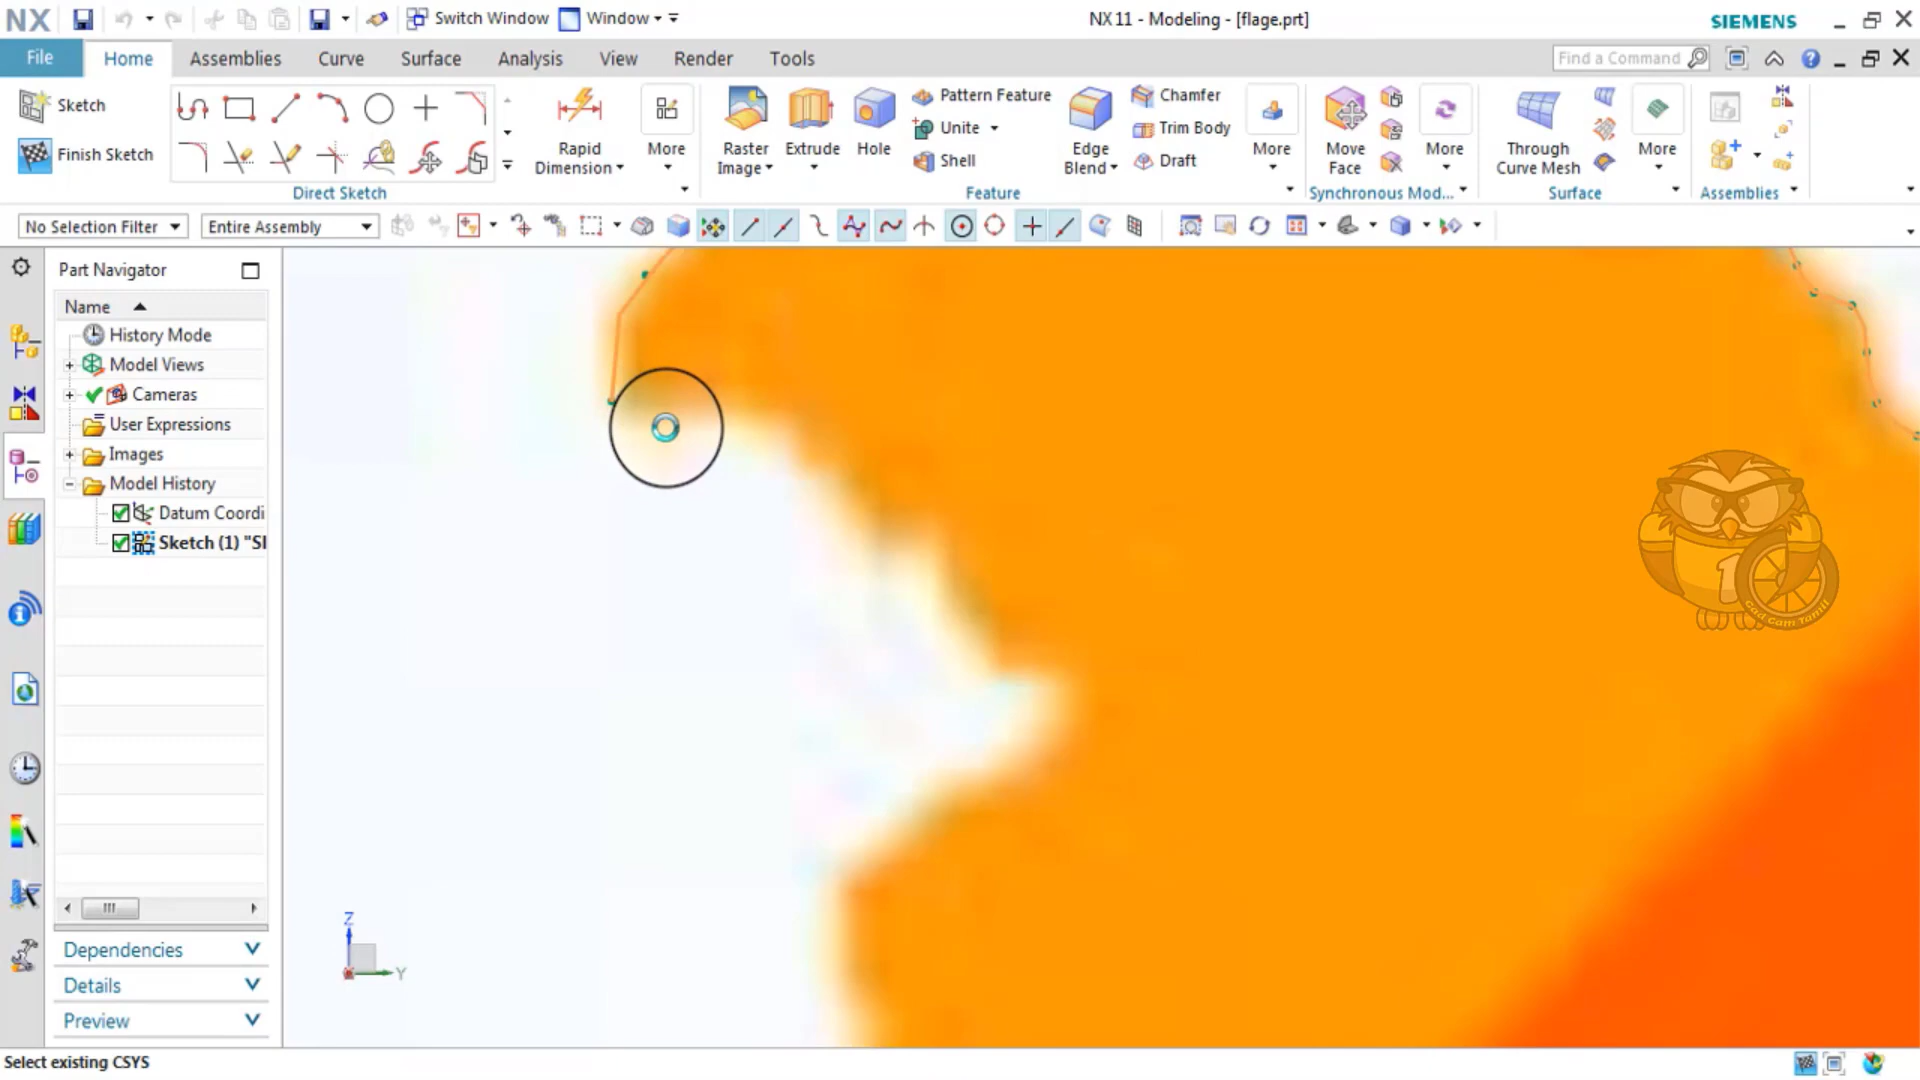 NX
Switch Window
Window
NX 11 - Modeling - [flage.prt]
SIEMENS
File
Home
Assemblies
Curve
Surface
Analysis
View
Render
Tools
Find a Command
Sketch
Finish Sketch
Direct Sketch
Rapid
Dimension
More
Raster
Image
Extrude
Hole
Pattern Feature
Unite
Shell
Edge
Blend
Chamfer
Trim Body
Draft
More
Feature
Move
Face
More
Synchronous Mod...
Through
Curve Mesh
More
Surface
Assemblies
No Selection Filter
Entire Assembly
Part Navigator
Name
History Mode
Model Views
Cameras
User Expressions
Images
Model History
Datum Coordi
Sketch (1) "SI
Dependencies
Details
Preview
Z
Y
1
Cad Cam Tamil
Select existing CSYS